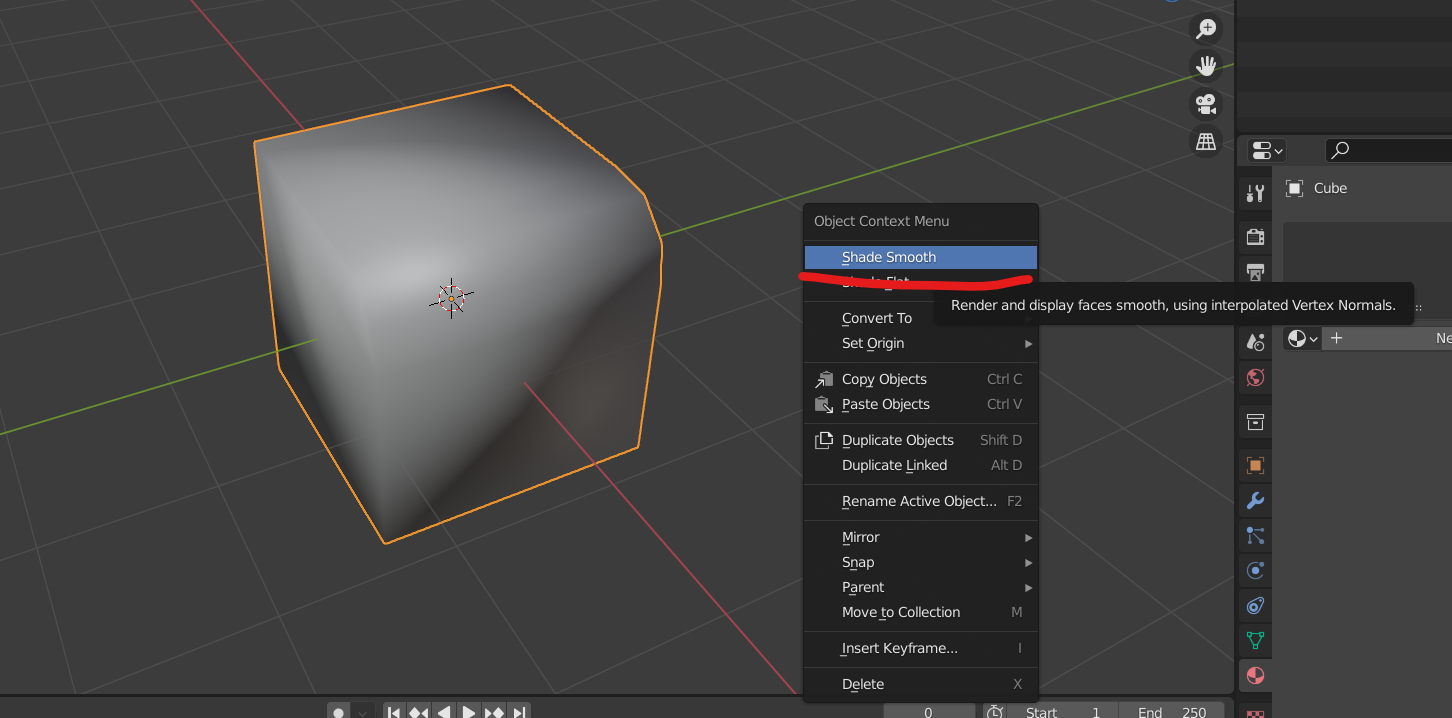 Cube
Object Context Menu
Shade Smooth
Shade Flat
Render and display faces smooth, using interpolated Vertex Normals.
Convert To
Ne
Set Origin
Copy Objects Ctrl C
Paste Objects Ctrl V
Duplicate Objects Shift D
Duplicate Linked Alt D
Rename Active Object... F2
Mirror
Snap
Parent
Move to Collection M
Insert Keyframe... I
Delete X
0 Start 1 End 250